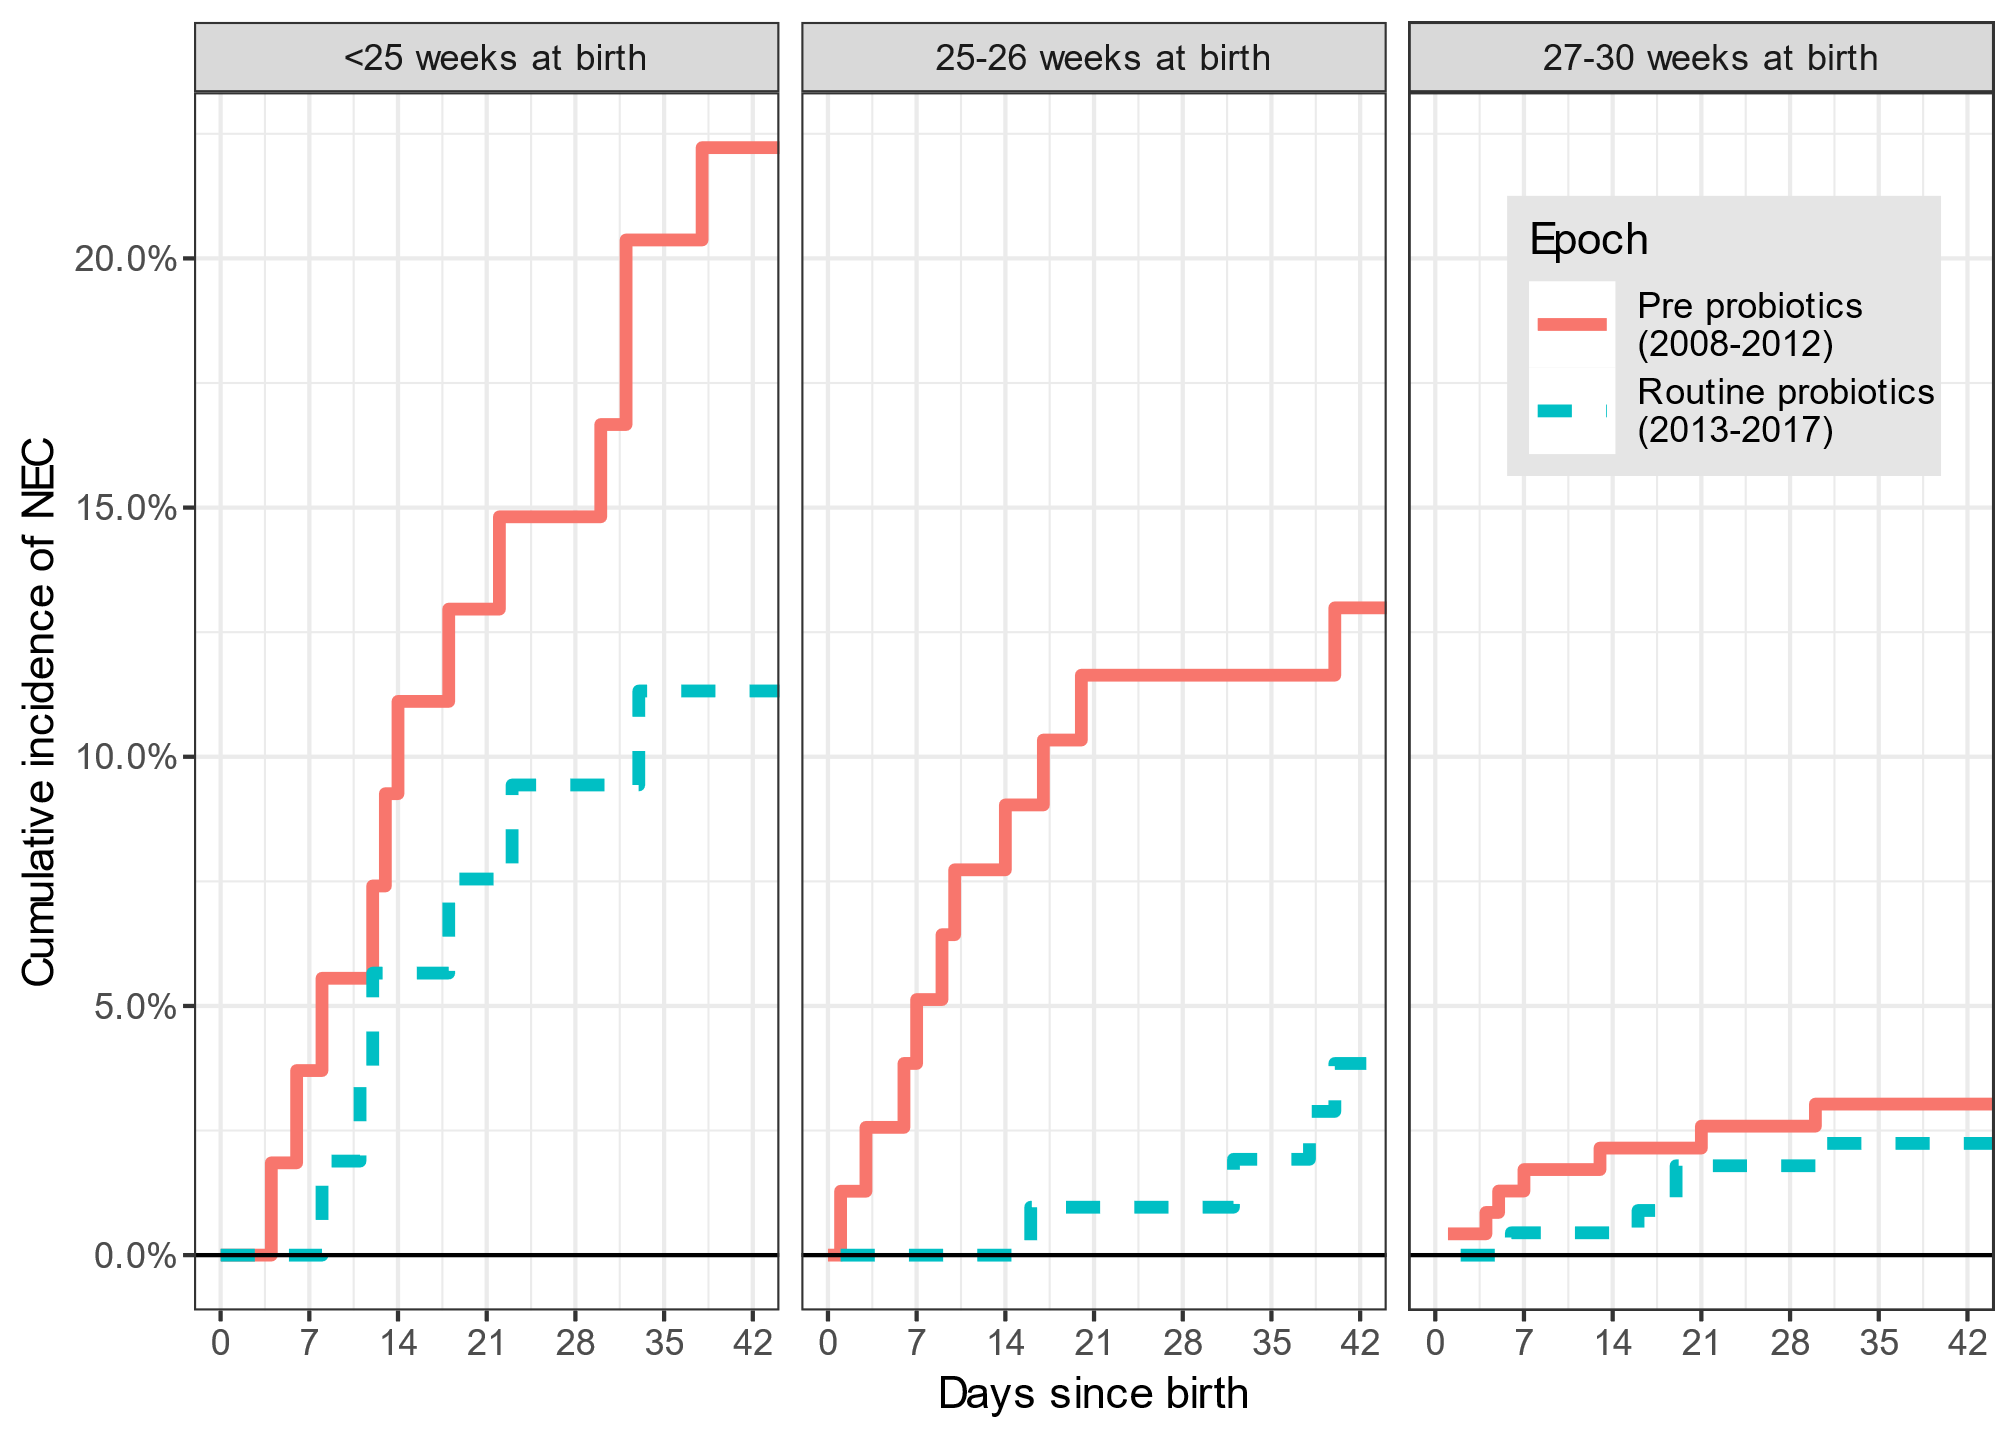 <25 weeks at birth
25-26 weeks at birth
27-30 weeks at birth
Epoch
Pre probiotics
(2008-2012)
Routine probiotics
(2013-2017)
Cumulative incidence of NEC
20.0%
15.0%
10.0%
5.0%
0.0%
0 7 14 21 28 35 42
0 7 14 21 28 35 42
0 7 14 21 28 35 42
Days since birth